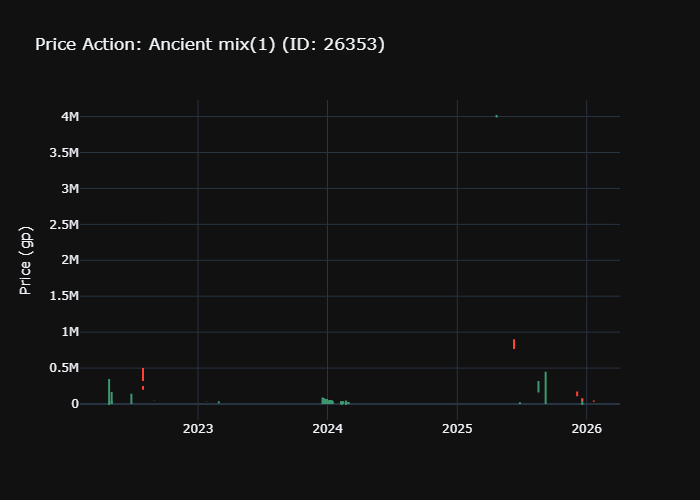 Price Action: Ancient mix(1) (ID: 26353)
4M
3.5M
3M
2.5M
2M
1.5M
1M
0.5M
0
Price (gp)
2023
2024
2025
2026